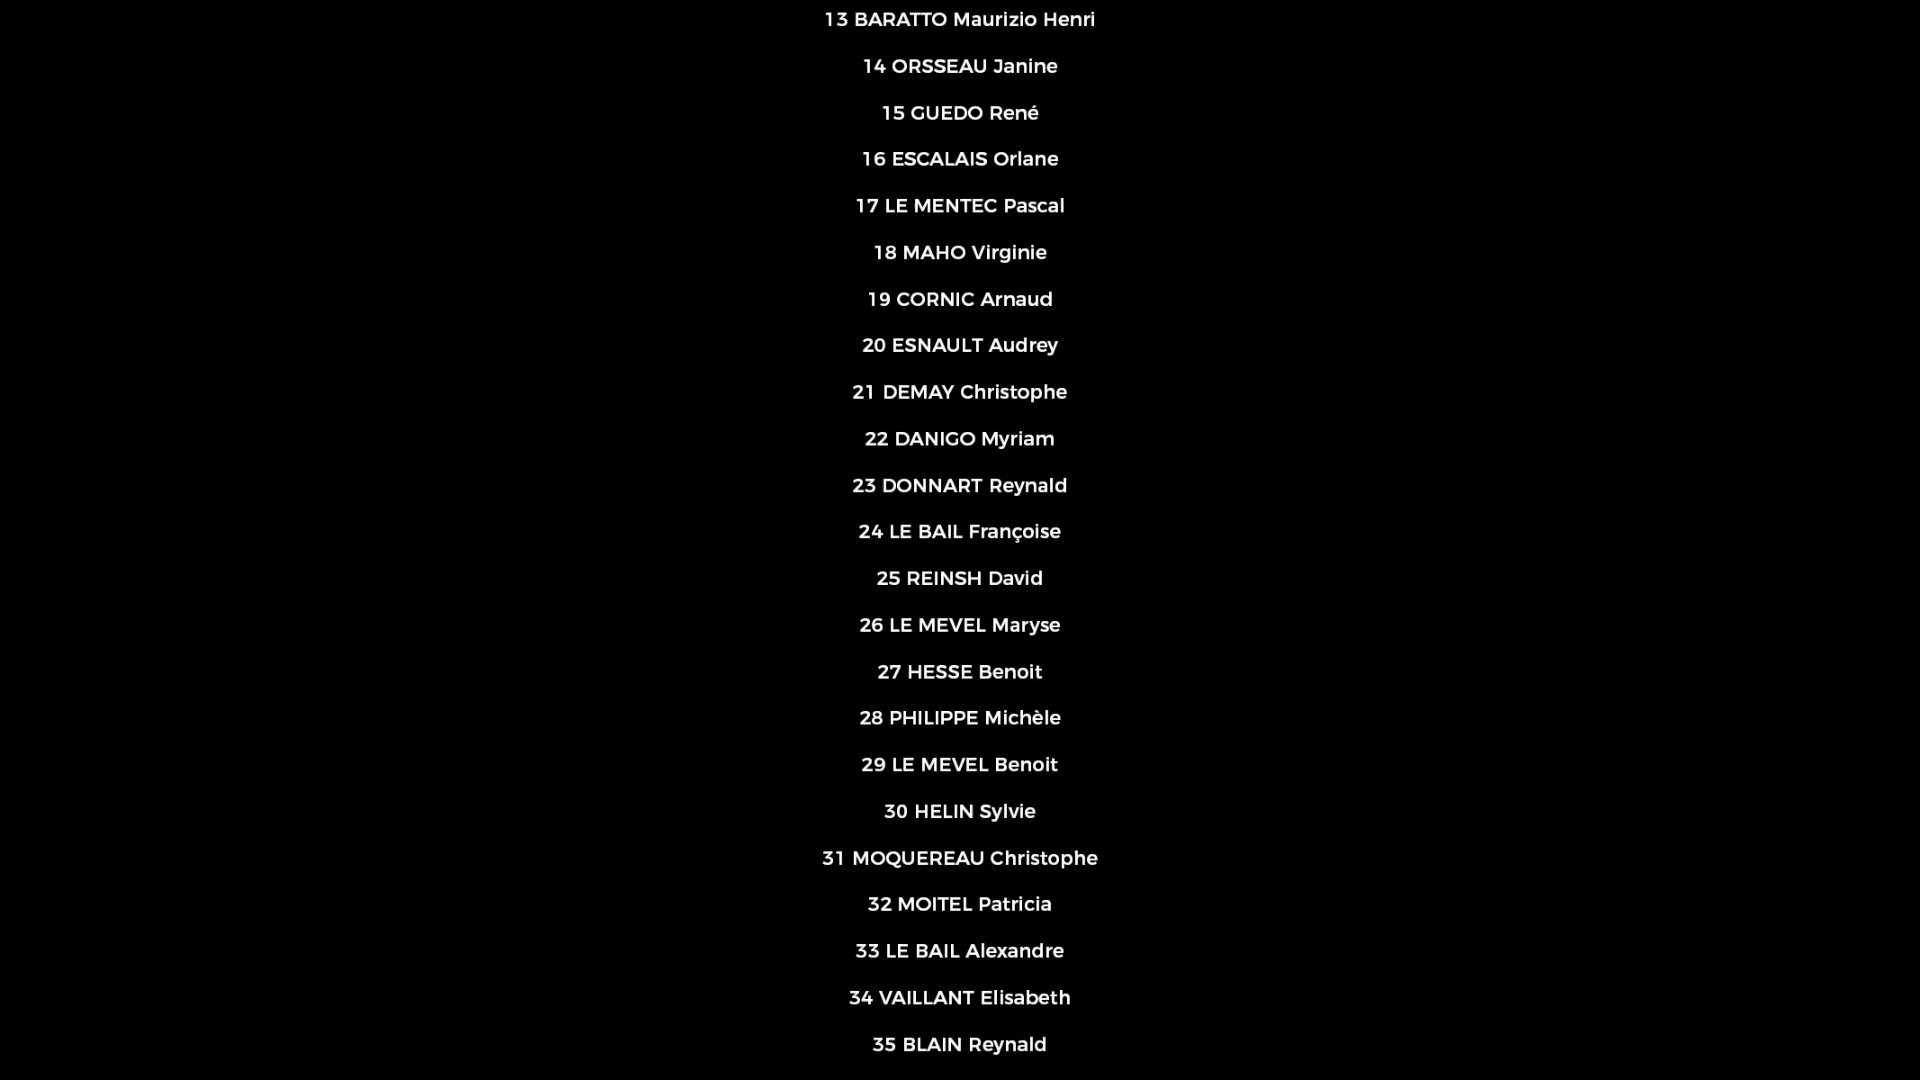 13 BARATTO Maurizio Henri
14 ORSSEAU Janine
15 GUEDO René
16 ESCALAIS Orlane
17 LE MENTEC Pascal
18 MAHO Virginie
19 CORNIC Arnaud
20 ESNAULT Audrey
21 DEMAY Christophe
22 DANIGO Myriam
23 DONNART Reynald
24 LE BAIL Françoise
25 REINSH David
26 LE MEVEL Maryse
27 HESSE Benoit
28 PHILIPPE Michèle
29 LE MEVEL Benoit
30 HELIN Sylvie
31 MOQUEREAU Christophe
32 MOITEL Patricia
33 LE BAIL Alexandre
34 VAILLANT Elisabeth
35 BLAIN Reynald